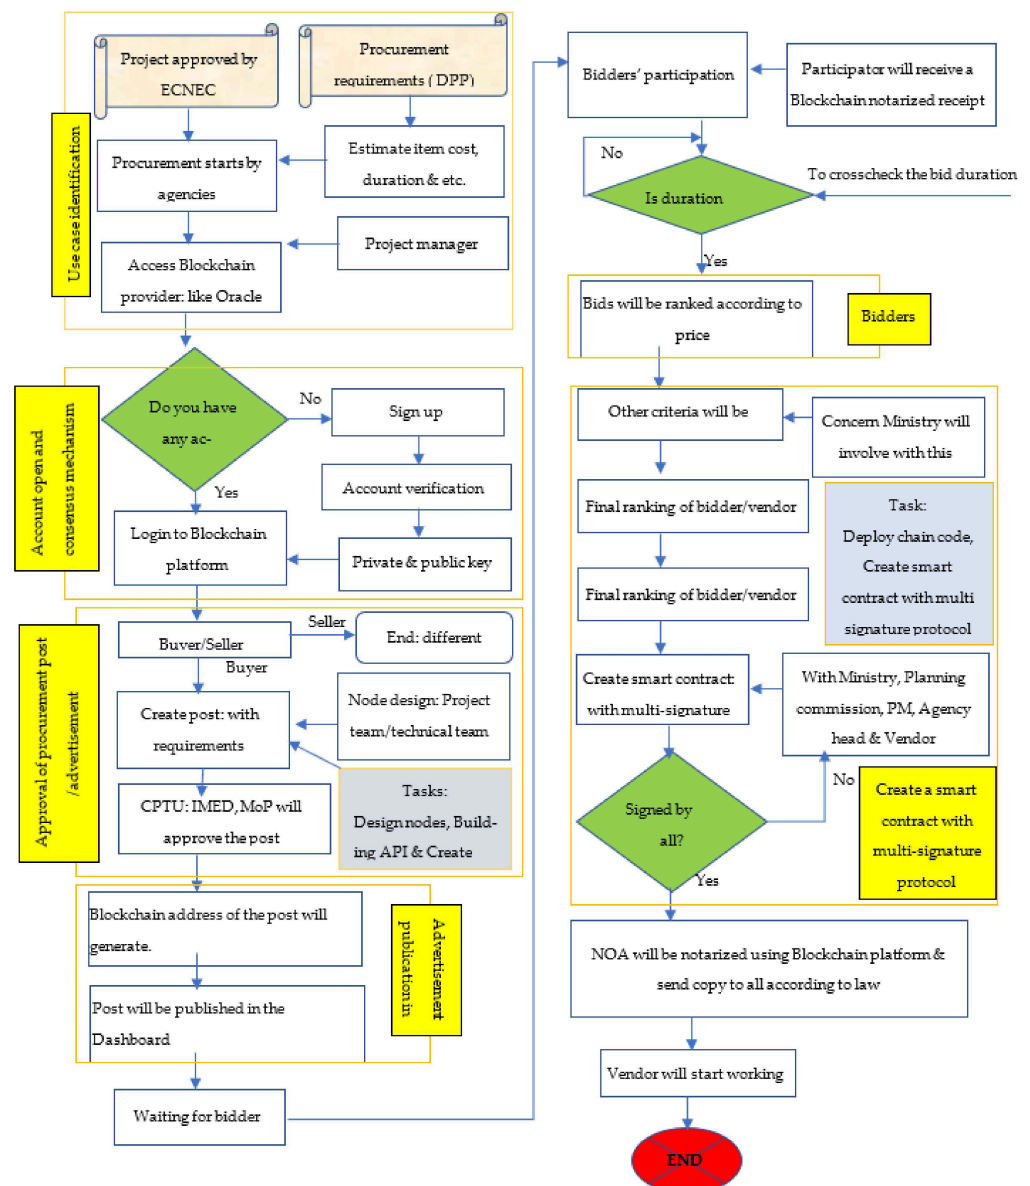 Project approved by
ECNEC
Procurement
requirements ( DPP)
Procurement starts by
agencies
Estimate item cost,
duration & etc.
Project manager
Access Blockchain
provider: like Oracle
Use case identification
Do you have
any ac-
No
Sign up
Account verification
Private & public key
Yes
Login to Blockchain
platform
Account open and
consensus mechanism
Buver/Seller
Seller
End: different
Buyer
Create post: with
requirements
Node design: Project
team/technical team
Tasks:
Design nodes, Build-
ing API & Create
CPTU: IMED, MoP will
approve the post
Approval of procurement post
/advertisement
Blockchain address of the post will
generate.
Post will be published in the
Dashboard
Advertisement
publication in
Waiting for bidder
Bidders’ participation
Participator will receive a
Blockchain notarized receipt
No
Is duration
To crosscheck the bid duration
Yes
Bids will be ranked according to
price
Bidders
Other criteria will be
Concern Ministry will
involve with this
Final ranking of bidder/vendor
Final ranking of bidder/vendor
Task:
Deploy chain code,
Create smart
contract with multi
signature protocol
Create smart contract:
with multi-signature
With Ministry, Planning
commission, PM, Agency
head & Vendor
Signed by
all?
No
Yes
Create a smart
contract with
multi-signature
protocol
NOA will be notarized using Blockchain platform &
send copy to all according to law
Vendor will start working
END